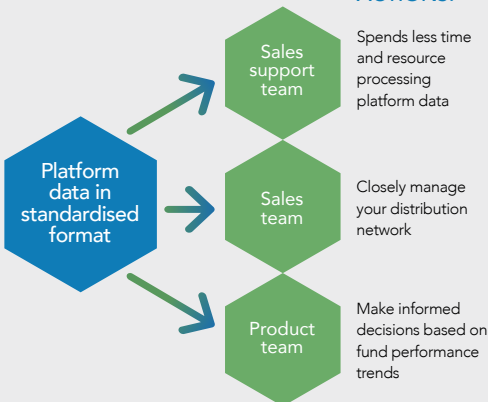 Sales
support
team
Spends less time
and resource
processing
platform data
Platform
data in
standardised
format
Sales
team
Closely manage
your distribution
network
Product
team
Make informed
decisions based on
fund performance
trends